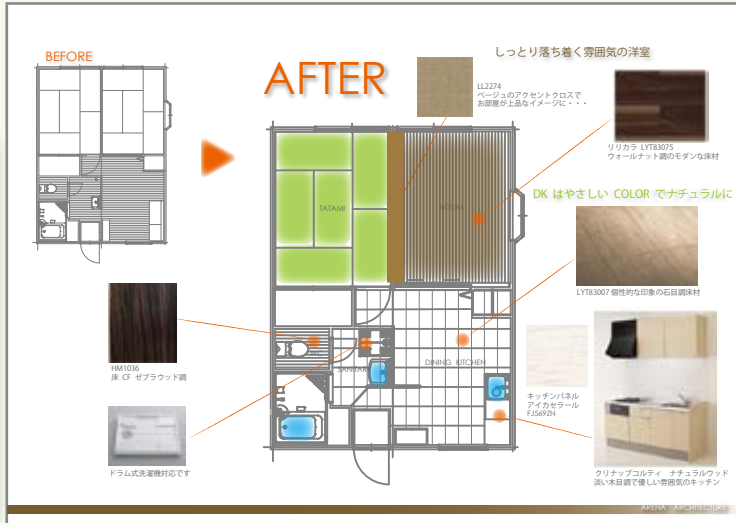 BEFORE
AFTER
しっとり落ち着く雰囲気の洋室
LL2274
ベージュのアクセントクロスで
お部屋が上品なイメージに・・・
リリカラ LYT83075
ウォールナット調のモダンな床材
TATAMI
ROOM
DK はやさしい COLOR でナチュラルに
LYT83007 個性的な印象の石目調床材
HM1036
床 CF ゼブラウッド調
DINING KITCHEN
キッチンパネル
アイカセラール
FJ569ZN
ドラム式洗濯機対応です
クリナップコルティ ナチュラルウッド
淡い木目調で優しい雰囲気のキッチン
ARENA ARCHITECTURE